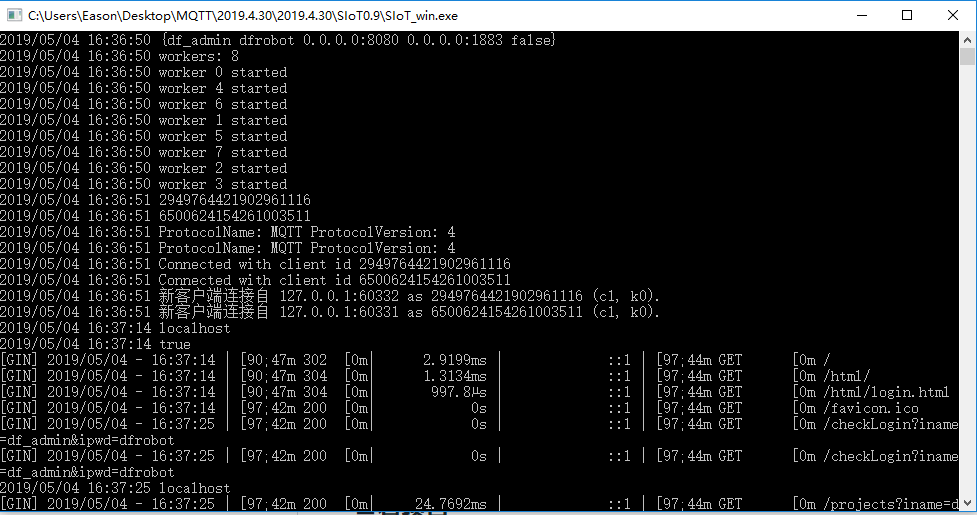 C:\Users\Eason\Desktop\MQTT\2019.4.30\2019.4.30\SIoT0.9\SIoT_win.exe
2019/05/04 16:36:50 {df_admin dfrobot 0.0.0.0:8080 0.0.0.0:1883 false}
2019/05/04 16:36:50 workers: 8
2019/05/04 16:36:50 worker 0 started
2019/05/04 16:36:50 worker 4 started
2019/05/04 16:36:50 worker 6 started
2019/05/04 16:36:50 worker 1 started
2019/05/04 16:36:50 worker 5 started
2019/05/04 16:36:50 worker 7 started
2019/05/04 16:36:50 worker 2 started
2019/05/04 16:36:50 worker 3 started
2019/05/04 16:36:51 2949764421902961116
2019/05/04 16:36:51 6500624154261003511
2019/05/04 16:36:51 ProtocolName: MQTT ProtocolVersion: 4
2019/05/04 16:36:51 ProtocolName: MQTT ProtocolVersion: 4
2019/05/04 16:36:51 Connected with client id 2949764421902961116
2019/05/04 16:36:51 Connected with client id 6500624154261003511
2019/05/04 16:36:51 新客户端连接自 127.0.0.1:60332 as 2949764421902961116 (c1, k0).
2019/05/04 16:36:51 新客户端连接自 127.0.0.1:60331 as 6500624154261003511 (c1, k0).
2019/05/04 16:37:14 localhost
2019/05/04 16:37:14 true
[GIN] 2019/05/04 - 16:37:14 | [90;47m 302 [0m| 2.9199ms | ::1 | [97;44m GET [0m /
[GIN] 2019/05/04 - 16:37:14 | [90;47m 304 [0m| 1.3134ms | ::1 | [97;44m GET [0m /html/
[GIN] 2019/05/04 - 16:37:14 | [90;47m 304 [0m| 997.8µs | ::1 | [97;44m GET [0m /html/login.html
[GIN] 2019/05/04 - 16:37:14 | [97;42m 200 [0m| 0s | ::1 | [97;44m GET [0m /favicon.ico
[GIN] 2019/05/04 - 16:37:25 | [97;42m 200 [0m| 0s | ::1 | [97;44m GET [0m /checkLogin?iname
=df_admin&ipwd=dfrobot
[GIN] 2019/05/04 - 16:37:25 | [97;42m 200 [0m| 0s | ::1 | [97;44m GET [0m /checkLogin?iname
=df_admin&ipwd=dfrobot
2019/05/04 16:37:25 localhost
[GIN] 2019/05/04 - 16:37:25 | [97;42m 200 [0m| 24.7692ms | ::1 | [97;44m GET [0m /projects?iname=d